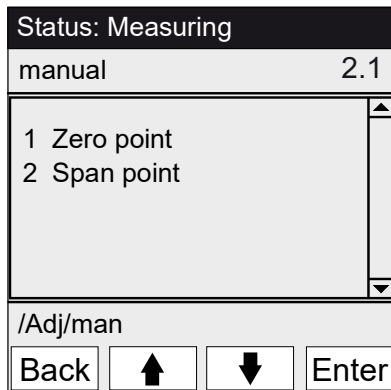 Status: Measuring
manual 2.1
1 Zero point
2 Span point
/Adj/man
Back Enter